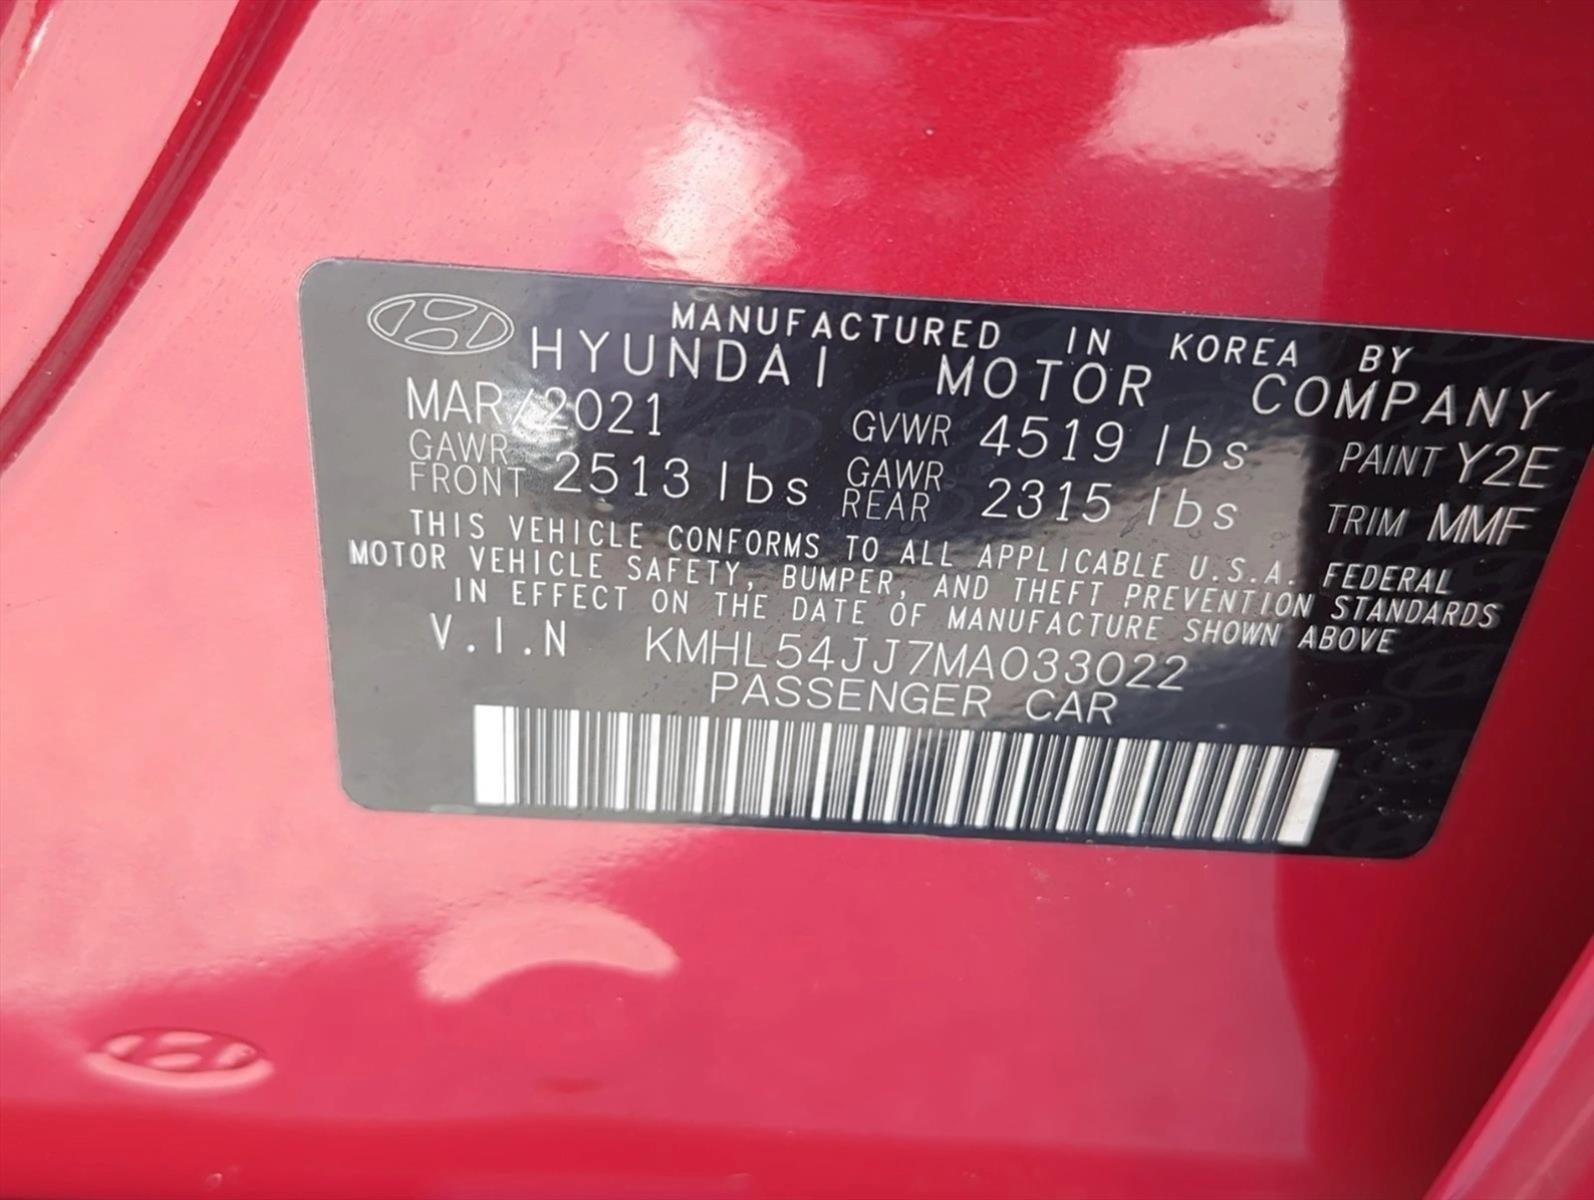 MANUFACTURED IN KOREA BY
HYUNDAI MOTOR COMPANY
MAR/2021 GVWR 4519 lbs PAINT Y2E
GAWR FRONT 2513 lbs GAWR REAR 2315 lbs TRIM MMF
THIS VEHICLE CONFORMS TO ALL APPLICABLE U.S.A. FEDERAL
MOTOR VEHICLE SAFETY, BUMPER, AND THEFT PREVENTION STANDARDS
IN EFFECT ON THE DATE OF MANUFACTURE SHOWN ABOVE
V.I.N KMHL54JJ7MA033022
PASSENGER CAR